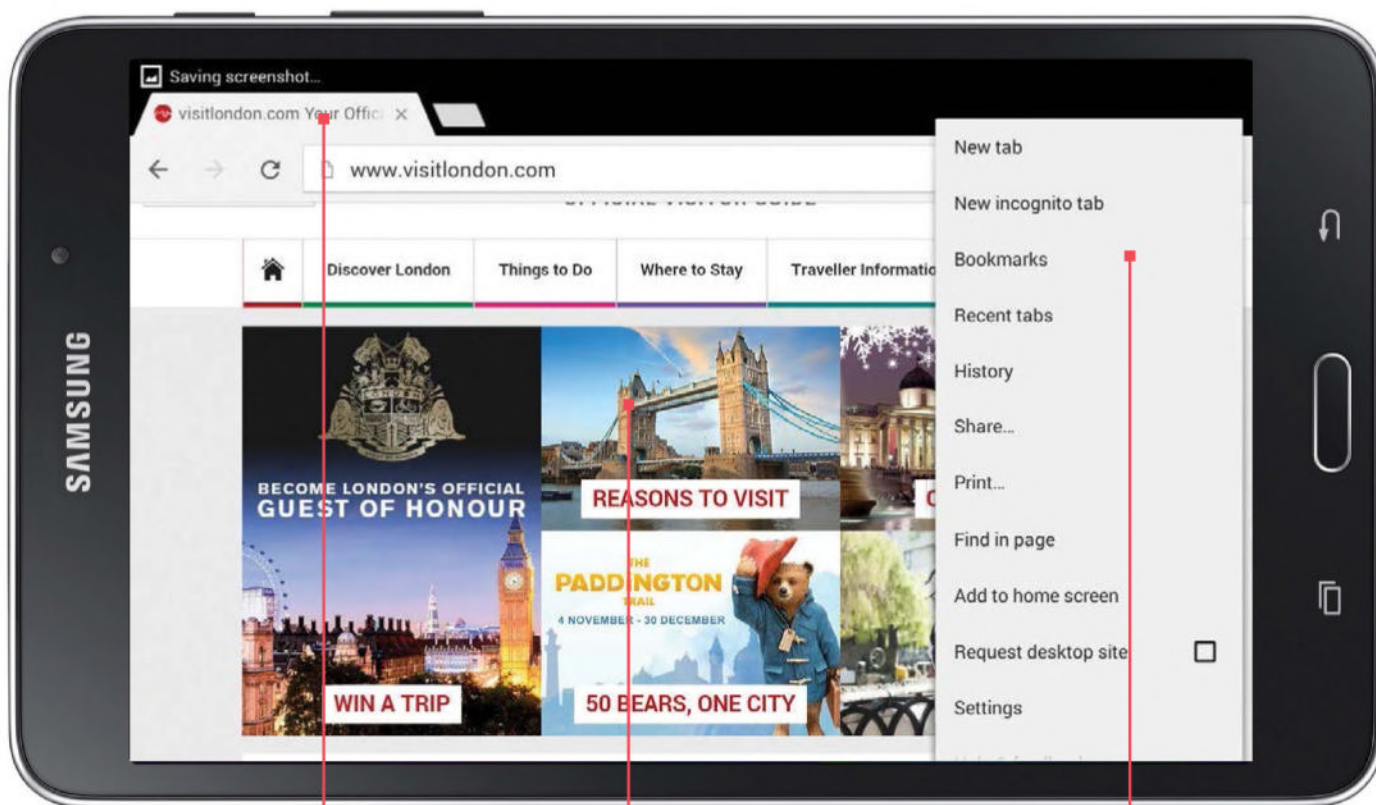 SAMSUNG
Saving screenshot...
visitlondon.com Your Offic
www.visitlondon.com
OFFICIAL VISITOR GUIDE
Discover London
Things to Do
Where to Stay
Traveller Informatio
BECOME LONDON'S OFFICIAL
GUEST OF HONOUR
WIN A TRIP
REASONS TO VISIT
THE
PADDINGTON
TRAIL
4 NOVEMBER - 30 DECEMBER
50 BEARS, ONE CITY
New tab
New incognito tab
Bookmarks
Recent tabs
History
Share...
Print...
Find in page
Add to home screen
Request desktop site
Settings